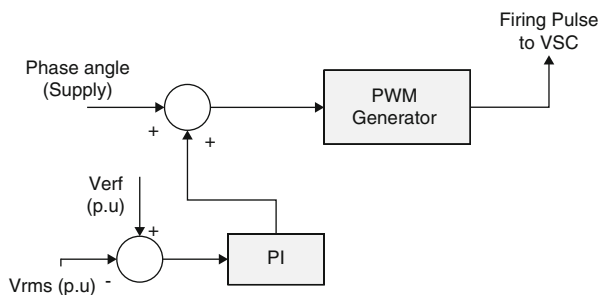 Firing Pulse
to VSC
Phase angle
(Supply)
PWM
Generator
+
+
Verf
(p.u)
+
PI
Vrms (p.u)
-